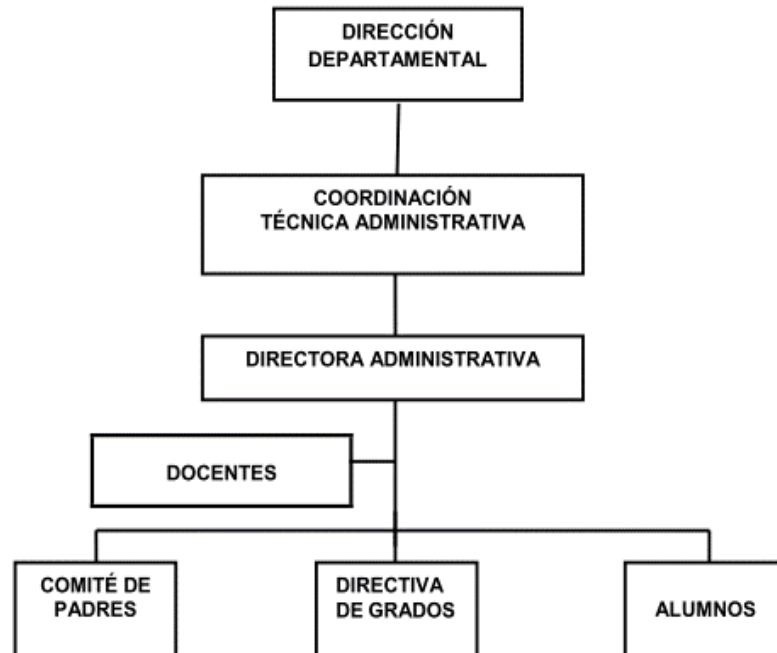 DIRECCIÓN
DEPARTAMENTAL
COORDINACIÓN
TÉCNICA ADMINISTRATIVA
DIRECTORA ADMINISTRATIVA
DOCENTES
COMITÉ DE
PADRES
DIRECTIVA
DE GRADOS
ALUMNOS